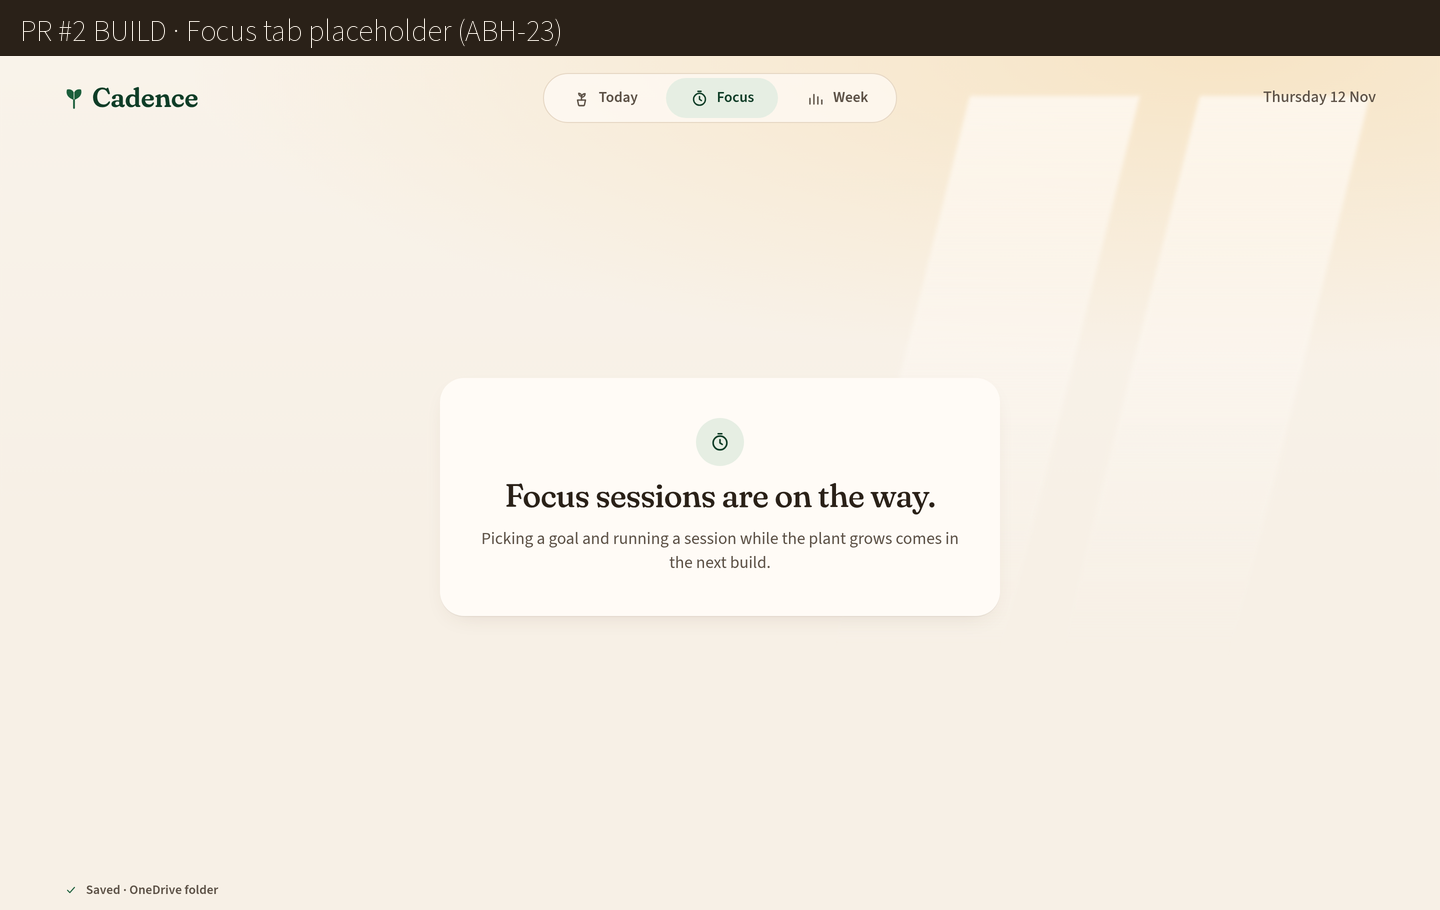 PR #2 BUILD · Focus tab placeholder (ABH-23)
Cadence
Today
Focus
Week
Thursday 12 Nov
Focus sessions are on the way.
Picking a goal and running a session while the plant grows comes in
the next build.
Saved · OneDrive folder